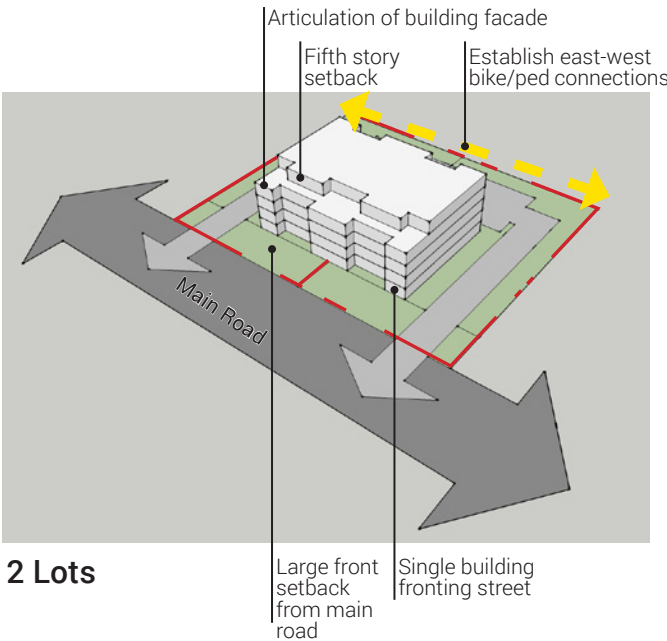 Articulation of building facade
Fifth story
setback
Establish east-west
bike/ped connections
Main Road
2 Lots
Large front
setback
from main
road
Single building
fronting street